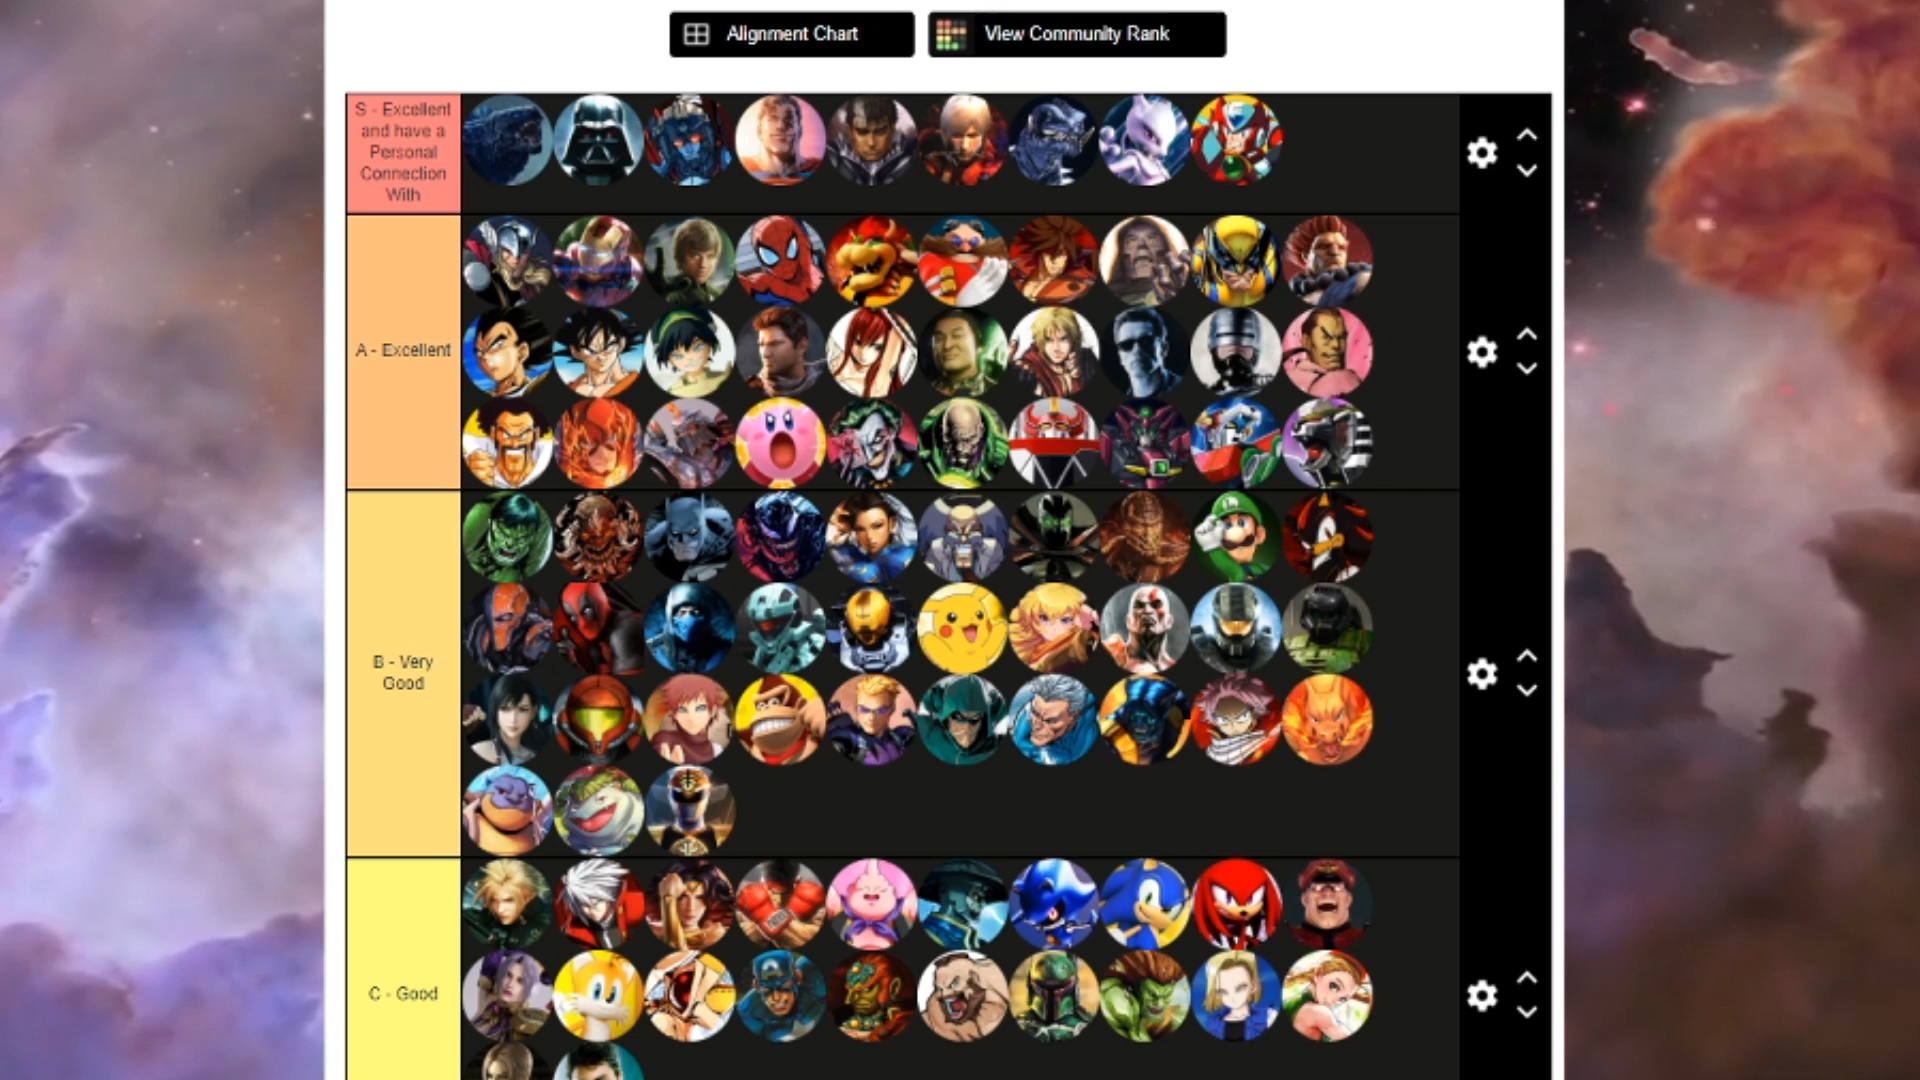 Alignment Chart
View Community Rank
S - Excellent
and have a
Personal
Connection
With
A - Excellent
B - Very
Good
C - Good